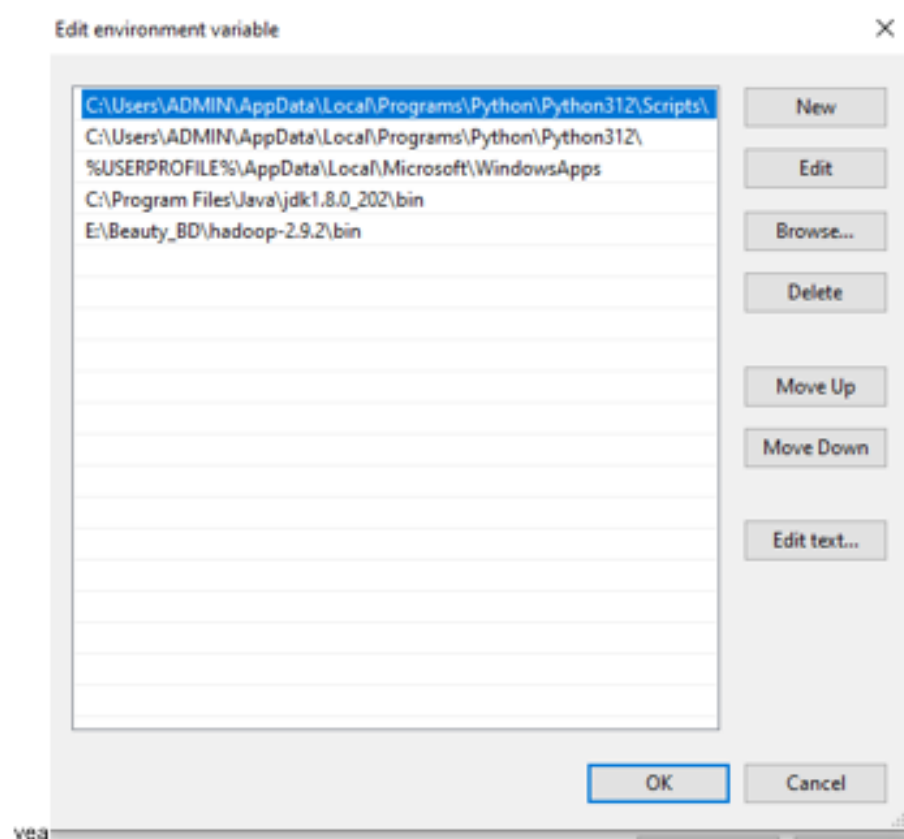 Edit environment variable
C:\Users\ADMIN\AppData\Local\Programs\Python\Python312\Scripts\
C:\Users\ADMIN\AppData\Local\Programs\Python\Python312\
%USERPROFILE%\AppData\Local\Microsoft\WindowsApps
C:\Program Files\Java\jdk1.8.0_202\bin
E:\Beauty_BD\hadoop-2.9.2\bin
New
Edit
Browse...
Delete
Move Up
Move Down
Edit text...
OK
Cancel